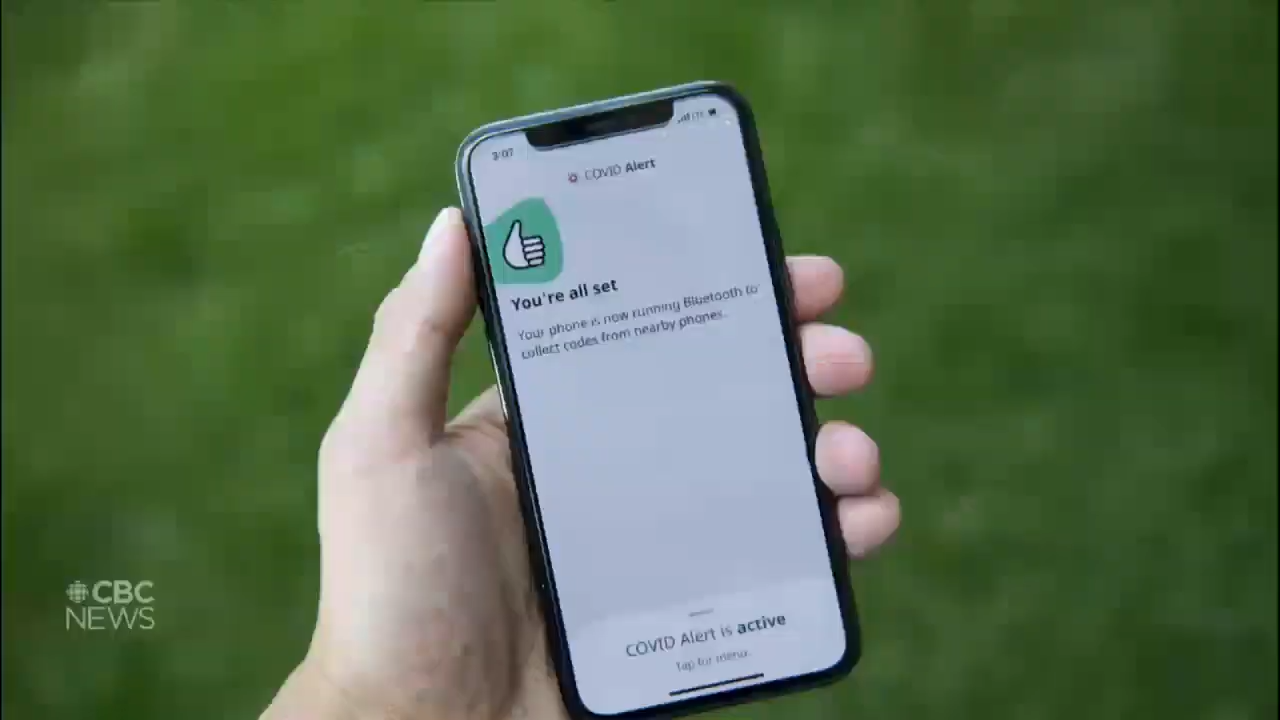 3:07
LTE
COVID Alert
You're all set
Your phone is now running Bluetooth to
collect codes from nearby phones.
COVID Alert is active
Tap for menu.
CBC
NEWS